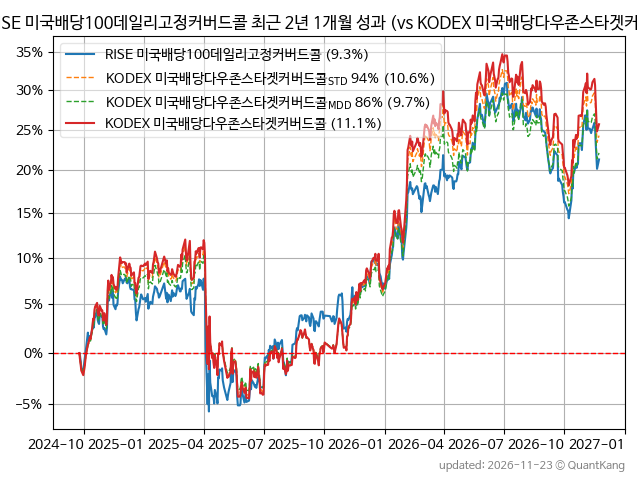 SE 미국배당100데일리고정커버드콜 최근 2년 1개월 성과 (vs KODEX 미국배당다우존스타겟커
RISE 미국배당100데일리고정커버드콜 (9.3%)
KODEX 미국배당다우존스타겟커버드콜STD 94% (10.6%)
KODEX 미국배당다우존스타겟커버드콜MDD 86% (9.7%)
KODEX 미국배당다우존스타겟커버드콜 (11.1%)
35%
30%
25%
20%
15%
10%
5%
0%
−5%
2024-10 2025-01 2025-04 2025-07 2025-10 2026-01 2026-04 2026-07 2026-10 2027-01
updated: 2026-11-23 © QuantKang